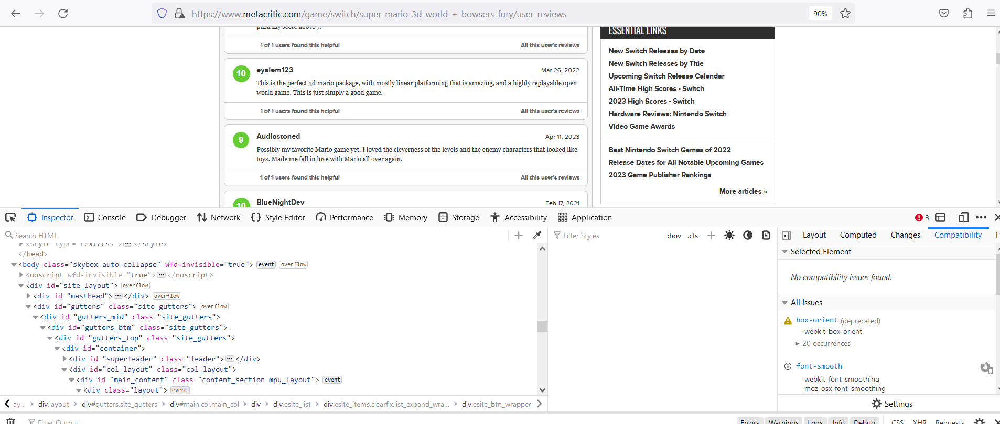 https://www.metacritic.com/game/switch/super-mario-3d-world-+-bowsers-fury/user-reviews
90%
push my score above 7.
1 of 1 users found this helpful
All this user's reviews
10
eyalem123
Mar 26, 2022
This is the perfect 3d mario package, with mostly linear platforming that is amazing, and a highly replayable open
world game. This is just simply a good game.
1 of 1 users found this helpful
All this user's reviews
9
Audiostoned
Apr 11, 2023
Possibly my favorite Mario game yet. I loved the cleverness of the levels and the enemy characters that looked like
toys. Made me fall in love with Mario all over again.
1 of 1 users found this helpful
All this user's reviews
10
BlueNightDev
Feb 17, 2021
ESSENTIAL LINKS
New Switch Releases by Date
New Switch Releases by Title
Upcoming Switch Release Calendar
All-Time High Scores - Switch
2023 High Scores - Switch
Hardware Reviews: Nintendo Switch
Video Game Awards
Best Nintendo Switch Games of 2022
Release Dates for All Notable Upcoming Games
2023 Game Publisher Rankings
More articles »
Inspector
Console
Debugger
Network
Style Editor
Performance
Memory
Storage
Accessibility
Application
3
Search HTML
<style type="text/css">…</style>
</head>
<body class="skybox-auto-collapse" wfd-invisible="true"> event overflow
<noscript wfd-invisible="true">…</noscript>
<div id="site_layout"> overflow
<div id="masthead">…</div> overflow
<div id="gutters" class="site_gutters"> overflow
<div id="gutters_mid" class="site_gutters">
<div id="gutters_btm" class="site_gutters">
<div id="gutters_top" class="site_gutters">
<div id="container">
<div id="superleader" class="leader">…</div>
<div id="col_layout" class="col_layout">
<div id="main_content" class="content_section mpu_layout"> event
<div class="layout"> event
ay... > div.layout > div#gutters.site_gutters > div#main.col.main_col > div > div.esite_list > div.esite_items.clearfix.list_expand_wra... > div.esite_btn_wrapper
Filter Styles
:hov .cls
Layout
Computed
Changes
Compatibility
Selected Element
No compatibility issues found.
All Issues
box-orient (deprecated)
-webkit-box-orient
20 occurrences
font-smooth
-webkit-font-smoothing
-moz-osx-font-smoothing
Settings
Filter Output
Errors Warnings Logs Info Debug CSS XHR Requests